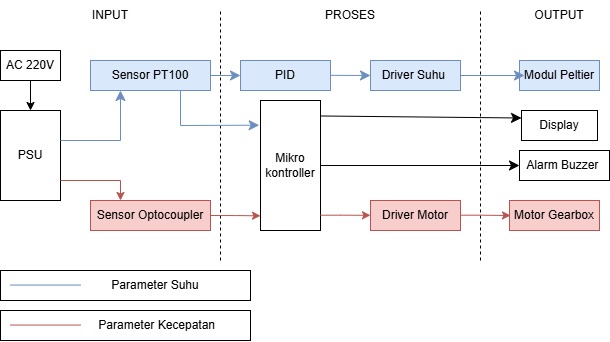 INPUT
PROSES
OUTPUT
AC 220V
Sensor PT100
PID
Driver Suhu
Modul Peltier
PSU
Mikro
kontroller
Display
Alarm Buzzer
Sensor Optocoupler
Driver Motor
Motor Gearbox
Parameter Suhu
Parameter Kecepatan